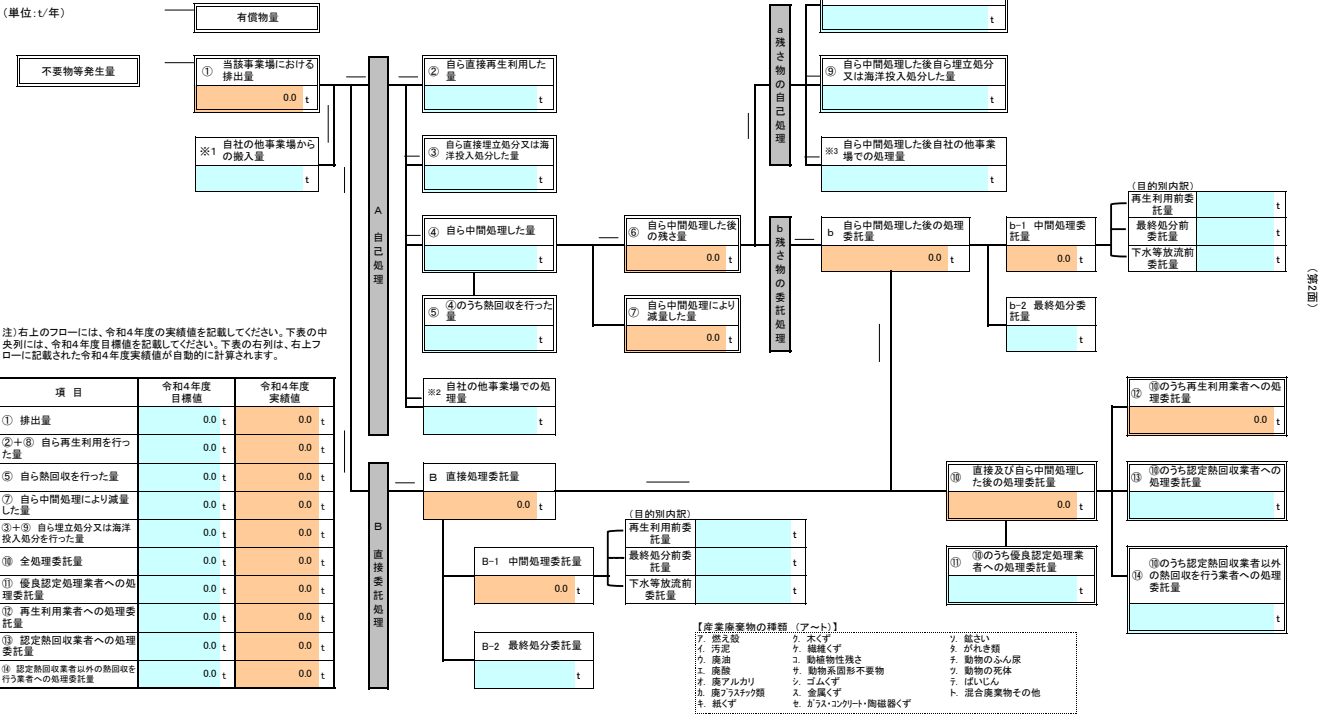 (単位:t/年)
有償物量
t
不要物等発生量
① 当該事業場における
排出量
0.0 t
※1 自社の他事業場から
の搬入量
t
A 自己処理
② 自ら直接再生利用した
量
t
③ 自ら直接埋立処分又は海
洋投入処分した量
t
④ 自ら中間処理した量
t
⑤ ④のうち熱回収を行った
量
t
※2 自社の他事業場での処
理量
t
⑥ 自ら中間処理した後
の残さ量
0.0 t
⑦ 自ら中間処理により
減量した量
0.0 t
a 残さ物の自己処理
⑨ 自ら中間処理した後自ら埋立処分
又は海洋投入処分した量
t
※3 自ら中間処理した後自社の他事業
場での処理量
t
b 残さ物の委託処理
b 自ら中間処理した後の処理
委託量
0.0 t
b-1 中間処理委
託量
0.0 t
(目的別内訳)
再生利用前委
託量
t
最終処分前
委託量
t
下水等放流前
委託量
t
b-2 最終処分委
託量
t
(第2面)
注)右上のフローには、令和4年度の実績値を記載してください。下表の中
央列には、令和4年度目標値を記載してください。下表の右列は、右上フ
ローに記載された令和4年度実績値が自動的に計算されます。
項 目 令和4年度
目標値 令和4年度
実績値
① 排出量 0.0 t 0.0 t
②+⑧ 自ら再生利用を行っ
た量 0.0 t 0.0 t
⑤ 自ら熱回収を行った量 0.0 t 0.0 t
⑦ 自ら中間処理により減量
した量 0.0 t 0.0 t
③+⑨ 自ら埋立処分又は海洋
投入処分を行った量 0.0 t 0.0 t
⑩ 全処理委託量 0.0 t 0.0 t
⑪ 優良認定処理業者への処
理委託量 0.0 t 0.0 t
⑫ 再生利用業者への処理委
託量 0.0 t 0.0 t
⑬ 認定熱回収業者への処理
委託量 0.0 t 0.0 t
⑭ 認定熱回収業者以外の熱回収を
行う業者への処理委託量 0.0 t 0.0 t
B 直接委託処理
B 直接処理委託量
0.0 t
B-1 中間処理委託量
0.0 t
(目的別内訳)
再生利用前委
託量
t
最終処分前委
託量
t
下水等放流前
委託量
t
B-2 最終処分委託量
t
⑩ 直接及び自ら中間処理し
た後の処理委託量
0.0 t
⑪ ⑩のうち優良認定処理業
者への処理委託量
t
⑫ ⑩のうち再生利用業者への処
理委託量
0.0 t
⑬ ⑩のうち認定熱回収業者への
処理委託量
t
⑭ ⑩のうち認定熱回収業者以外
の熱回収を行う業者への処理
委託量
t
【産業廃棄物の種類 (ア~ト)】
ア. 燃え殻
イ. 汚泥
ウ. 廃油
エ. 廃酸
オ. 廃アルカリ
カ. 廃プラスチック類
キ. 紙くず
ク. 木くず
ケ. 繊維くず
コ. 動植物性残さ
サ. 動物系固形不要物
シ. ゴムくず
ス. 金属くず
セ. ガラス・コンクリート・陶磁器くず
ソ. 鉱さい
タ. がれき類
チ. 動物のふん尿
ツ. 動物の死体
テ. ばいじん
ト. 混合廃棄物その他